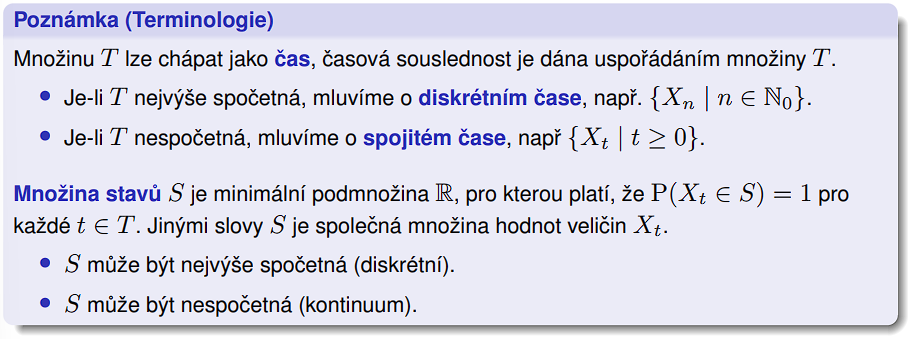 Poznámka (Terminologie)
Množinu T lze chápat jako čas, časová souslednost je dána uspořádáním množiny T.
• Je-li T nejvýše spočetná, mluvíme o diskrétním čase, např. {Xₙ | n ∈ ℕ₀}.
• Je-li T nespočetná, mluvíme o spojitém čase, např {Xₜ | t ≥ 0}.
Množina stavů S je minimální podmnožina ℝ, pro kterou platí, že P(Xₜ ∈ S) = 1 pro
každé t ∈ T. Jinými slovy S je společná množina hodnot veličin Xₜ.
• S může být nejvýše spočetná (diskrétní).
• S může být nespočetná (kontinuum).